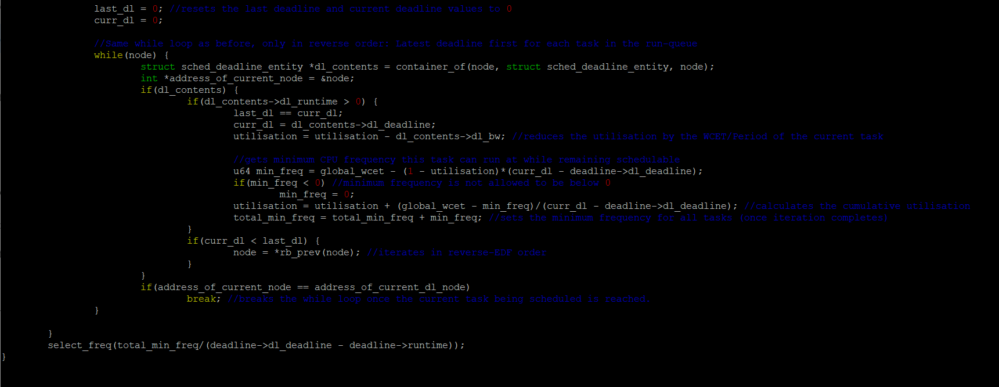 last_dl = 0; //resets the last deadline and current deadline values to 0
curr_dl = 0;
//Same while loop as before, only in reverse order: Latest deadline first for each task in the run-queue
while(node) {
struct sched_deadline_entity *dl_contents = container_of(node, struct sched_deadline_entity, node);
int *address_of_current_node = &node;
if(dl_contents) {
if(dl_contents->dl_runtime > 0) {
last_dl == curr_dl;
curr_dl = dl_contents->dl_deadline;
utilisation = utilisation - dl_contents->dl_bw; //reduces the utilisation by the WCET/Period of the current task
//gets minimum CPU frequency this task can run at while remaining schedulable
u64 min_freq = global_wcet - (1 - utilisation)*(curr_dl - deadline->dl_deadline);
if(min_freq < 0) //minimum frequency is not allowed to be below 0
min_freq = 0;
utilisation = utilisation + (global_wcet - min_freq)/(curr_dl - deadline->dl_deadline); //calculates the cumulative utilisation
total_min_freq = total_min_freq + min_freq; //sets the minimum frequency for all tasks (once iteration completes)
}
if(curr_dl < last_dl) {
node = *rb_prev(node); //iterates in reverse-EDF order
}
}
if(address_of_current_node == address_of_current_dl_node)
break; //breaks the while loop once the current task being scheduled is reached.
}
}
select_freq(total_min_freq/(deadline->dl_deadline - deadline->runtime));
}